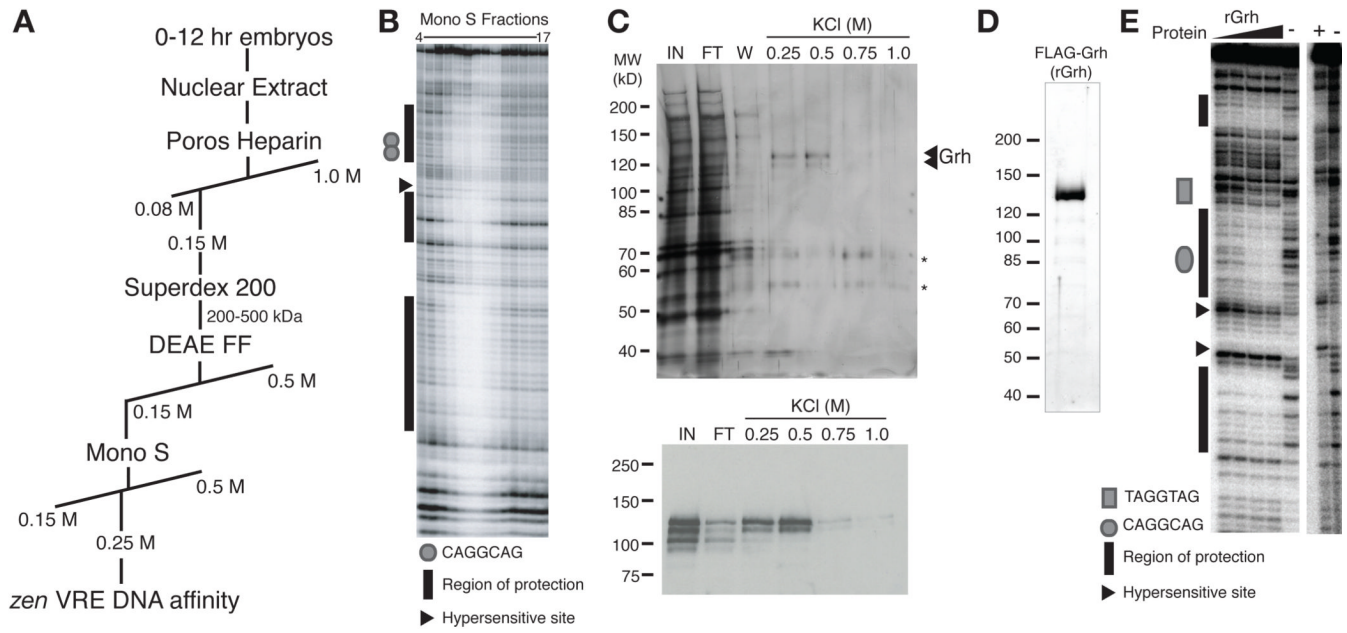 A
0-12 hr embryos
Nuclear Extract
Poros Heparin
1.0 M
0.08 M
0.15 M
Superdex 200
200-500 kDa
DEAE FF
0.5 M
0.15 M
Mono S
0.5 M
0.15 M
0.25 M
zen VRE DNA affinity
B
Mono S Fractions
4 17
CAGGCAG
Region of protection
Hypersensitive site
C
KCl (M)
MW
(kD)
IN FT W 0.25 0.5 0.75 1.0
200
150
120
100
85
70
60
50
40
Grh
*
*
KCl (M)
IN FT 0.25 0.5 0.75 1.0
250
150
100
75
D
FLAG-Grh
(rGrh)
200
150
120
100
85
70
60
50
40
E
rGrh
Protein - + -
TAGGTAG
CAGGCAG
Region of protection
Hypersensitive site